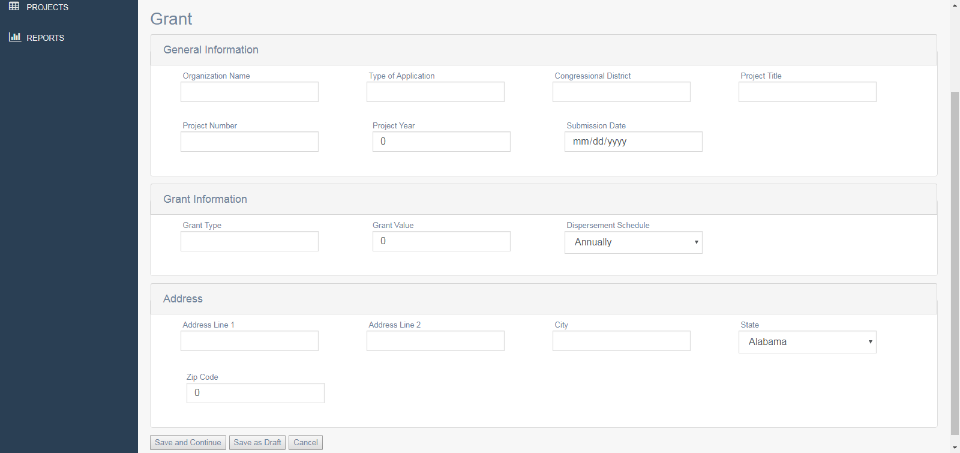 PROJECTS
REPORTS
Grant
General Information
Organization Name Type of Application Congressional District Project Title
Project Number Project Year Submission Date
0 mm/dd/yyyy
Grant Information
Grant Type Grant Value Dispersement Schedule
0 Annually
Address
Address Line 1 Address Line 2 City State
Alabama
Zip Code
0
Save and Continue Save as Draft Cancel